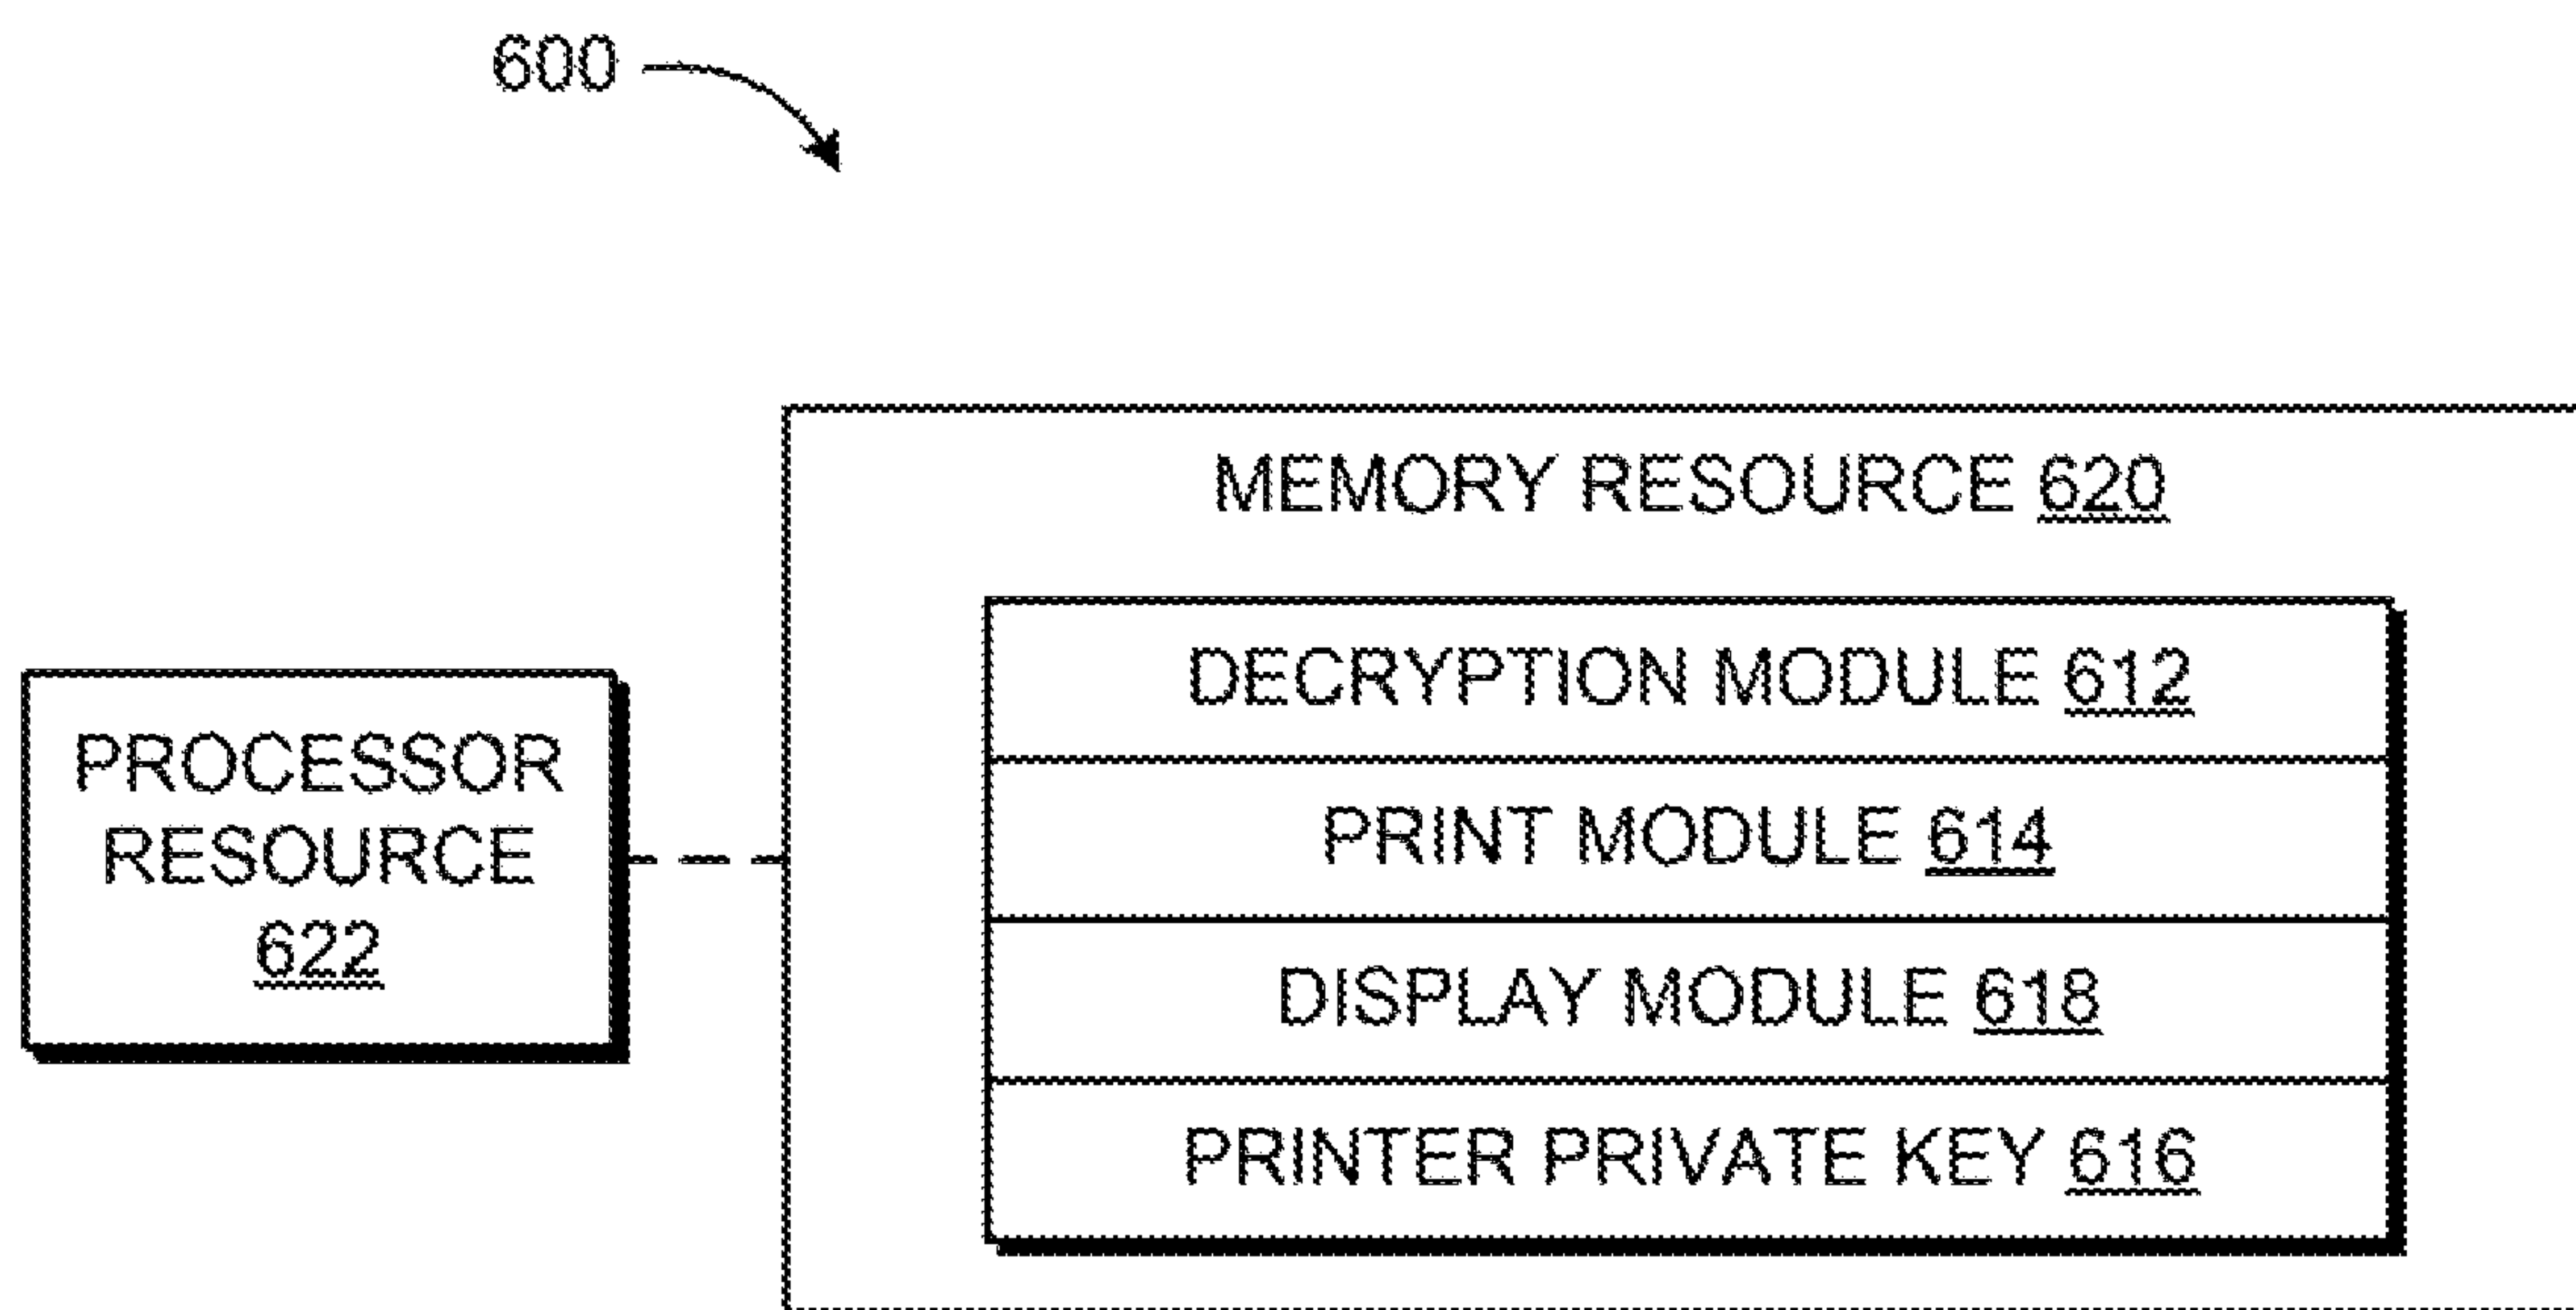 600
MEMORY RESOURCE 620
DECRYPTION MODULE 612
PROCESSOR
RESOURCE
622
PRINT MODULE 614
DISPLAY MODULE 618
PRINTER PRIVATE KEY 616